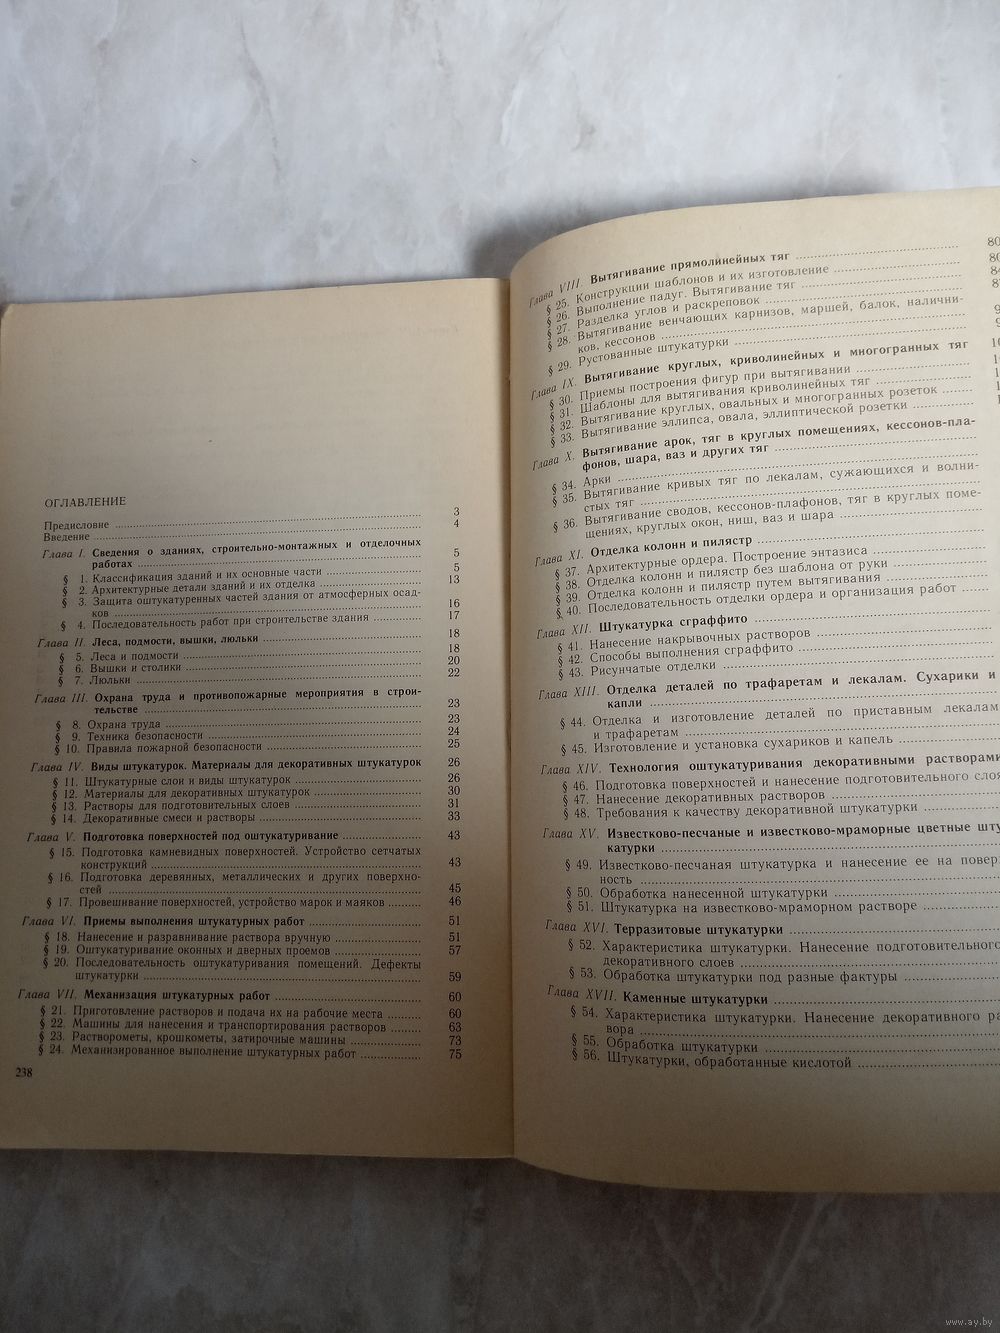 ОГЛАВЛЕНИЕ
Предисловие 3
Введение 4
Глава I. Сведения о зданиях, строительно-монтажных и отделочных
работах 5
§ 1. Классификация зданий и их основные части 5
§ 2. Архитектурные детали зданий и их отделка 13
§ 3. Защита оштукатуренных частей здания от атмосферных осад-
ков 16
§ 4. Последовательность работ при строительстве здания 17
Глава II. Леса, подмости, вышки, люльки 18
§ 5. Леса и подмости 18
§ 6. Вышки и столики 20
§ 7. Люльки 22
Глава III. Охрана труда и противопожарные мероприятия в строи-
тельстве 23
§ 8. Охрана труда 23
§ 9. Техника безопасности 24
§ 10. Правила пожарной безопасности 25
Глава IV. Виды штукатурок. Материалы для декоративных штукатурок 26
§ 11. Штукатурные слои и виды штукатурок 26
§ 12. Материалы для декоративных штукатурок 30
§ 13. Растворы для подготовительных слоев 31
§ 14. Декоративные смеси и растворы 33
Глава V. Подготовка поверхностей под оштукатуривание 43
§ 15. Подготовка камневидных поверхностей. Устройство сетчатых
конструкций 43
§ 16. Подготовка деревянных, металлических и других поверхно-
стей 45
§ 17. Провешивание поверхностей, устройство марок и маяков 46
Глава VI. Приемы выполнения штукатурных работ 51
§ 18. Нанесение и разравнивание раствора вручную 51
§ 19. Оштукатуривание оконных и дверных проемов 57
§ 20. Последовательность оштукатуривания помещений. Дефекты
штукатурки 59
Глава VII. Механизация штукатурных работ 60
§ 21. Приготовление растворов и подача их на рабочие места 60
§ 22. Машины для нанесения и транспортирования растворов 63
§ 23. Растворометы, крошкометы, затирочные машины 73
§ 24. Механизированное выполнение штукатурных работ 75
238
Глава VIII. Вытягивание прямолинейных тяг 80
§ 25. Конструкции шаблонов и их изготовление 80
§ 26. Выполнение падуг. Вытягивание тяг
§ 27. Разделка углов и раскреповок
§ 28. Вытягивание венчающих карнизов, маршей, балок, налични-
ков, кессонов
§ 29. Рустованные штукатурки
Глава IX. Вытягивание круглых, криволинейных и многогранных тяг
§ 30. Приемы построения фигур при вытягивании
§ 31. Шаблоны для вытягивания криволинейных тяг
§ 32. Вытягивание круглых, овальных и многогранных розеток
§ 33. Вытягивание эллипса, овала, эллиптической розетки
Глава X. Вытягивание арок, тяг в круглых помещениях, кессонов-пла-
фонов, шара, ваз и других тяг
§ 34. Арки
§ 35. Вытягивание кривых тяг по лекалам, сужающихся и волни-
стых тяг
§ 36. Вытягивание сводов, кессонов-плафонов, тяг в круглых поме-
щениях, круглых окон, ниш, ваз и шара
Глава XI. Отделка колонн и пилястр
§ 37. Архитектурные ордера. Построение энтазиса
§ 38. Отделка колонн и пилястр без шаблона от руки
§ 39. Отделка колонн и пилястр путем вытягивания
§ 40. Последовательность отделки ордера и организация работ
Глава XII. Штукатурка сграффито
§ 41. Нанесение накрывочных растворов
§ 42. Способы выполнения сграффито
§ 43. Рисунчатые отделки
Глава XIII. Отделка деталей по трафаретам и лекалам. Сухарики и
капли
§ 44. Отделка и изготовление деталей по приставным лекалам
и трафаретам
§ 45. Изготовление и установка сухариков и капель
Глава XIV. Технология оштукатуривания декоративными растворами
§ 46. Подготовка поверхностей и нанесение подготовительного слоя
§ 47. Нанесение декоративных растворов
§ 48. Требования к качеству декоративной штукатурки
Глава XV. Известково-песчаные и известково-мраморные цветные шту-
катурки
§ 49. Известково-песчаная штукатурка и нанесение ее на поверх-
ность
§ 50. Обработка нанесенной штукатурки
§ 51. Штукатурка на известково-мраморном растворе
Глава XVI. Терразитовые штукатурки
§ 52. Характеристика штукатурки. Нанесение подготовительного
декоративного слоев
§ 53. Обработка штукатурки под разные фактуры
Глава XVII. Каменные штукатурки
§ 54. Характеристика штукатурки. Нанесение декоративного ра
вора
§ 55. Обработка штукатурки
§ 56. Штукатурки, обработанные кислотой
www.ay.by